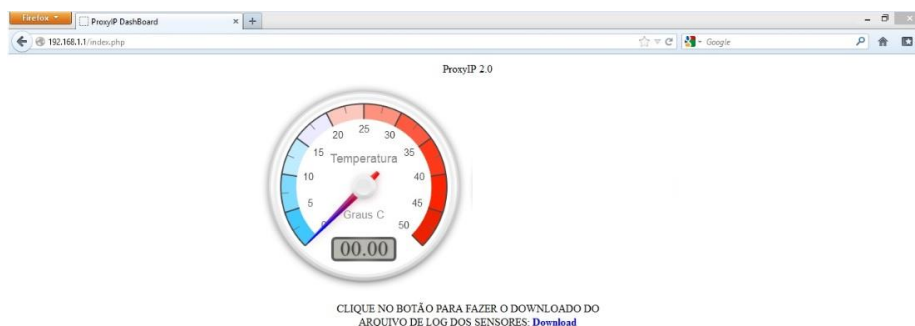 Firefox
ProxyIP DashBoard
192.168.1.1/index.php
Google
ProxyIP 2.0
25
20
30
15
Temperatura
35
10
40
5
45
Graus C
0
50
00.00
CLIQUE NO BOTÃO PARA FAZER O DOWNLOADO DO
ARQUIVO DE LOG DOS SENSORES: Download